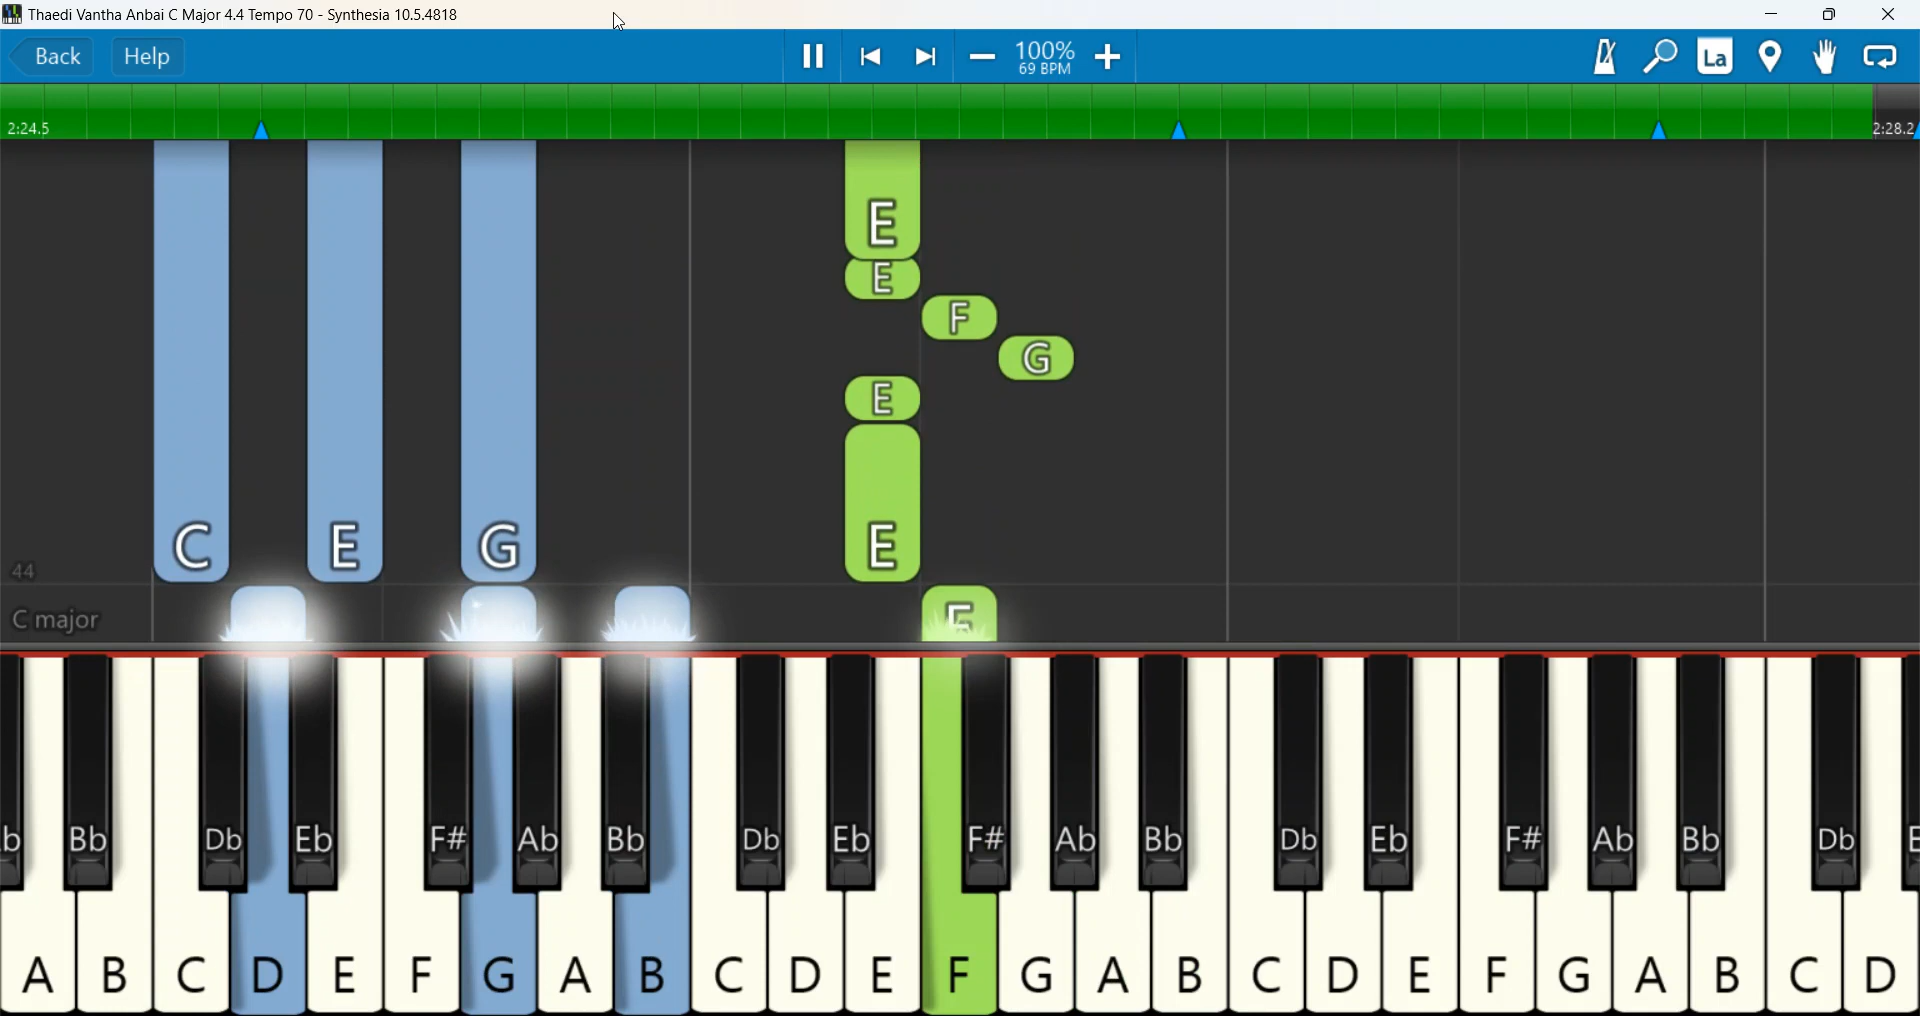 Thaedi Vantha Anbai C Major 4.4 Tempo 70 - Synthesia 10.5.4818
Back Help 100% La
69 BPM
2:24.5 2:28.2
E
E
F
G
E
C E G E
44
C major
Bb Db Eb F# Ab Bb Db Eb F# Ab Bb Db Eb F# Ab Bb Db
A B C D E F G A B C D E F G A B C D E F G A B C D